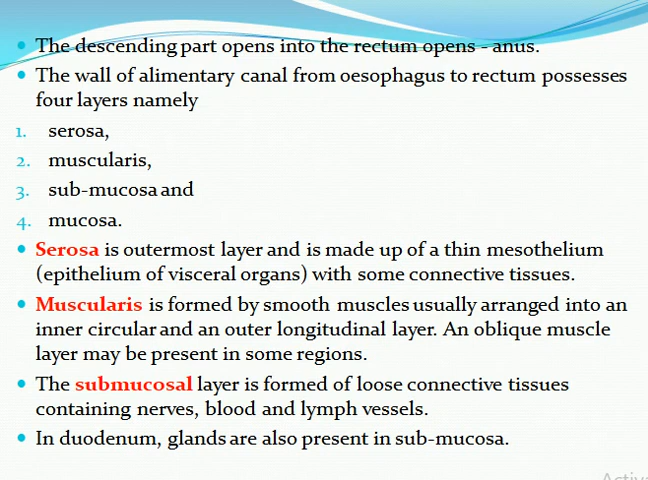 The descending part opens into the rectum opens - anus.
The wall of alimentary canal from oesophagus to rectum possesses
four layers namely
1. serosa,
2. muscularis,
3. sub-mucosa and
4. mucosa.
Serosa is outermost layer and is made up of a thin mesothelium
(epithelium of visceral organs) with some connective tissues.
Muscularis is formed by smooth muscles usually arranged into an
inner circular and an outer longitudinal layer. An oblique muscle
layer may be present in some regions.
The submucosal layer is formed of loose connective tissues
containing nerves, blood and lymph vessels.
In duodenum, glands are also present in sub-mucosa.